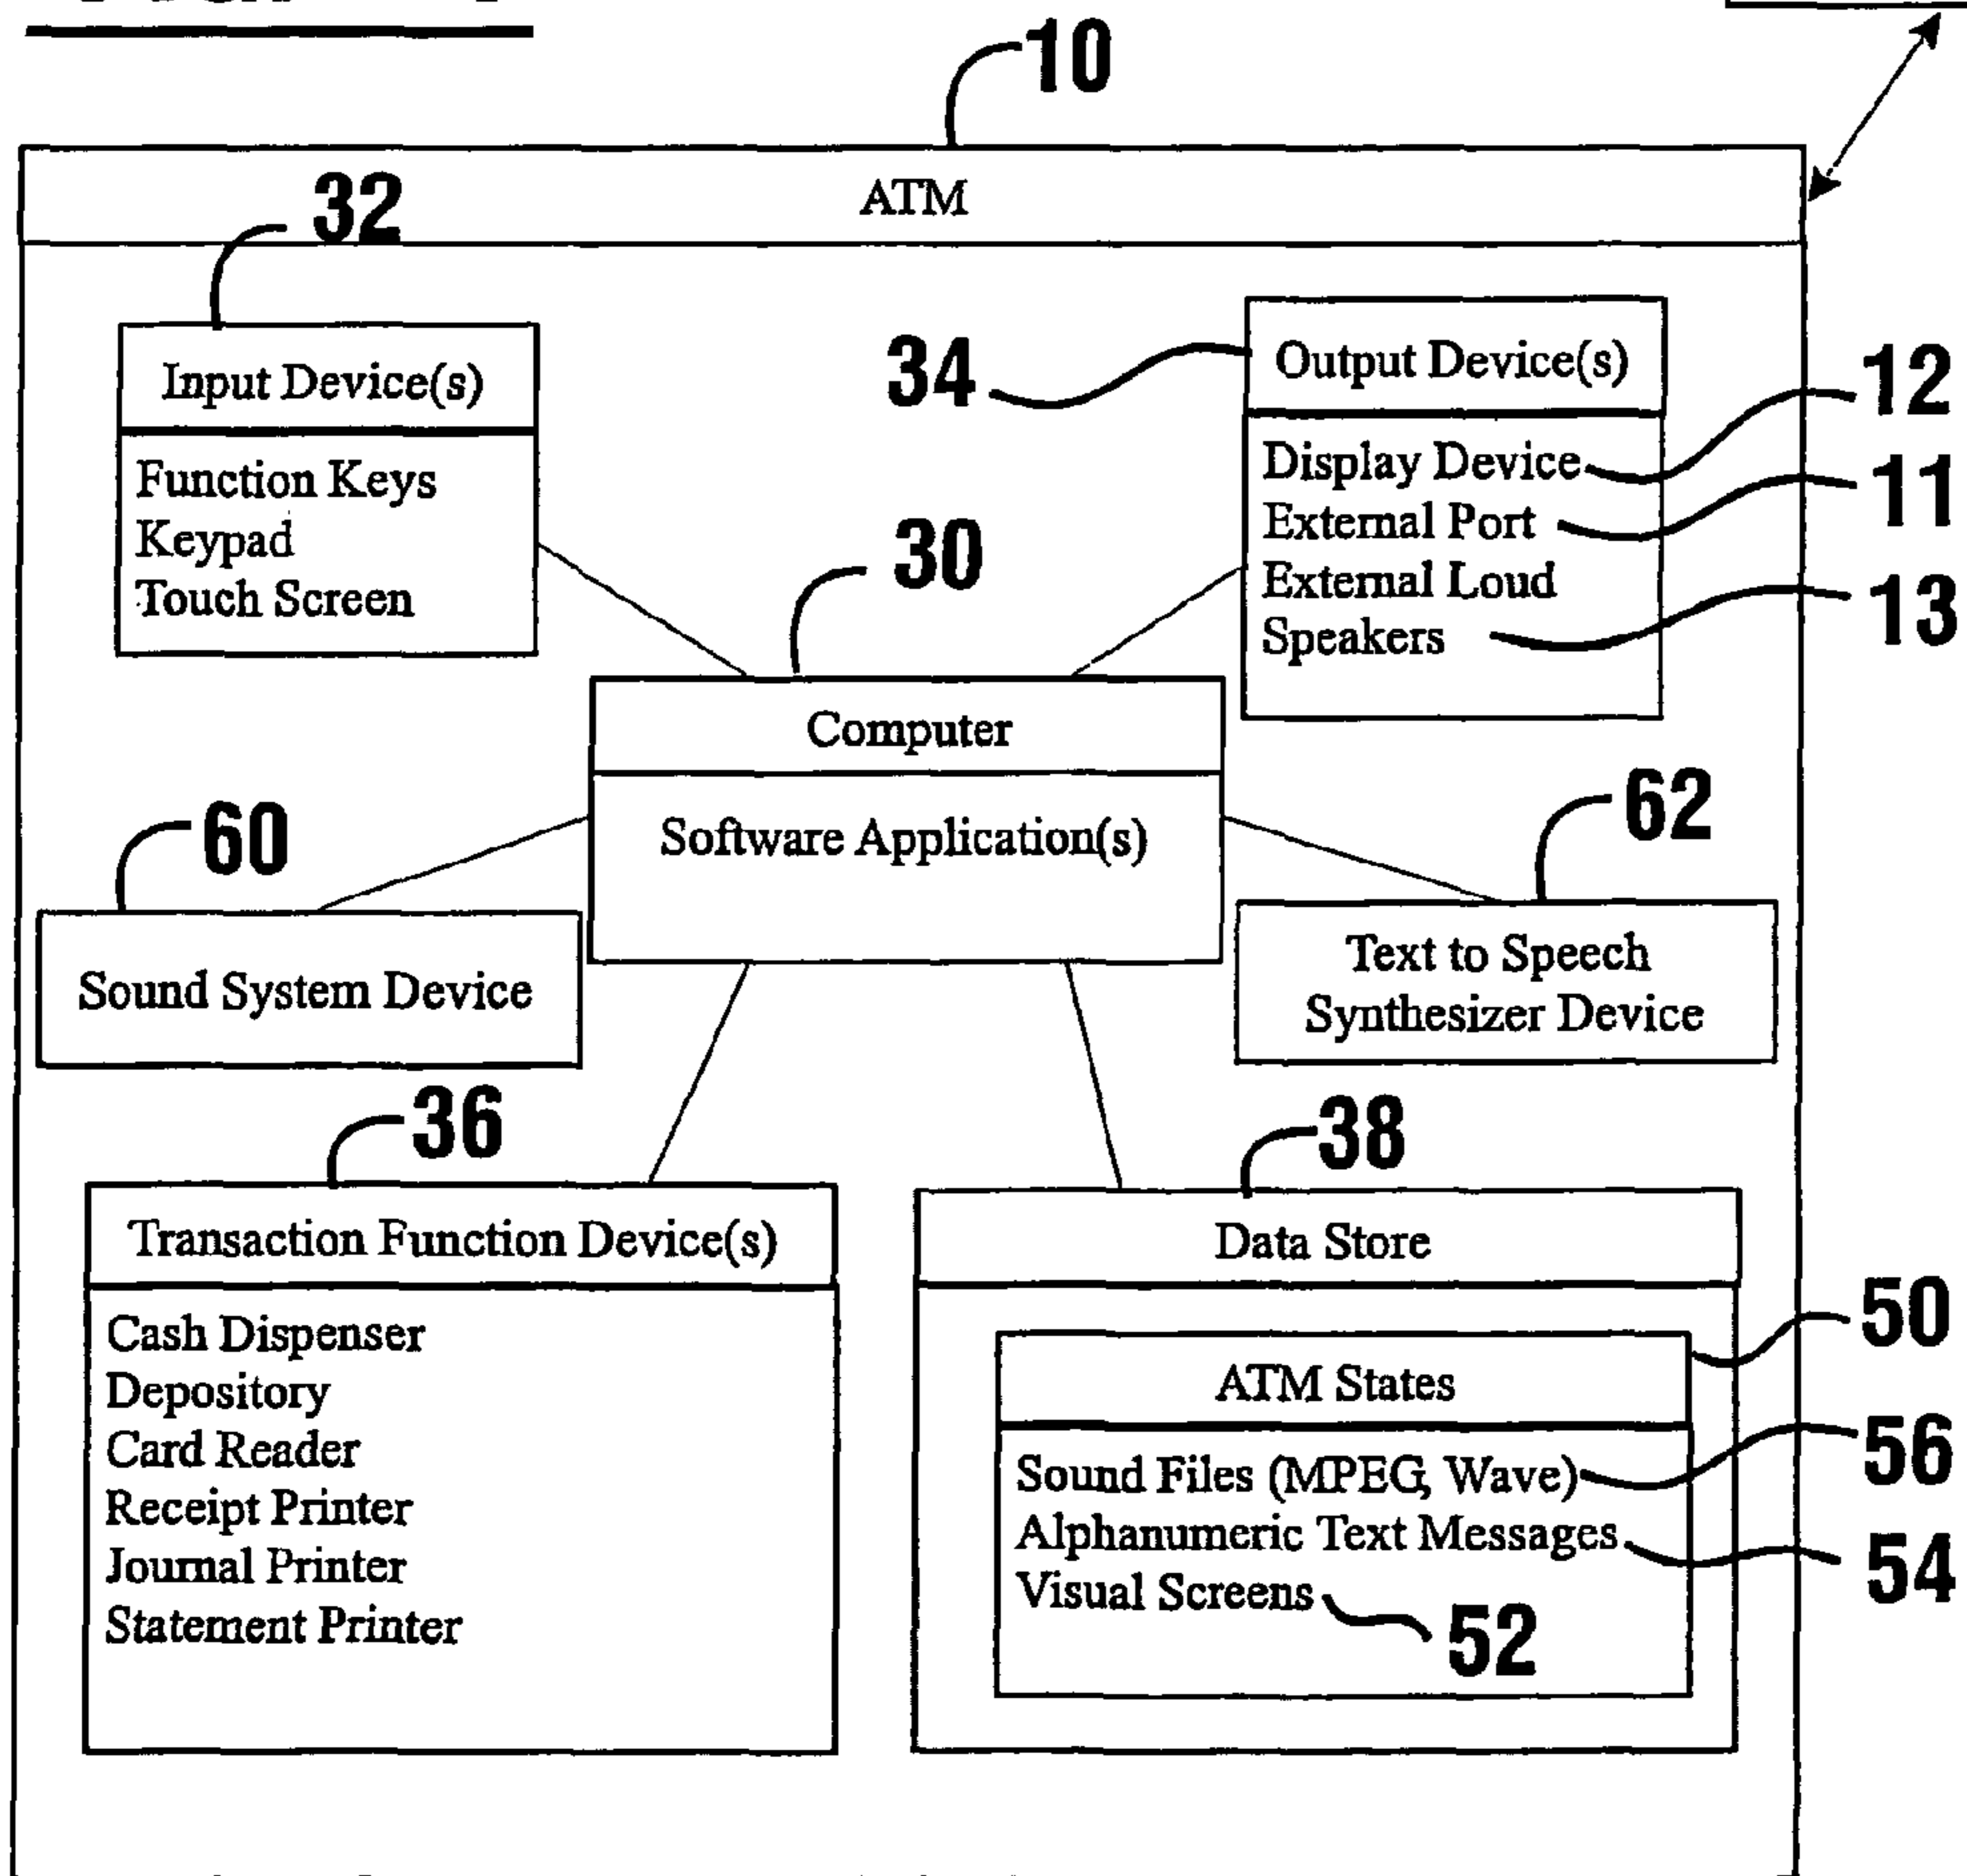 10
ATM
32
Input Device(s)
Function Keys
Keypad
Touch Screen
34
Output Device(s)
Display Device
External Port
External Loud
Speakers
12
11
13
30
Computer
Software Application(s)
60
Sound System Device
62
Text to Speech
Synthesizer Device
36
Transaction Function Device(s)
Cash Dispenser
Depository
Card Reader
Receipt Printer
Journal Printer
Statement Printer
38
Data Store
50
ATM States
Sound Files (MPEG, Wave)
Alphanumeric Text Messages
Visual Screens
56
54
52